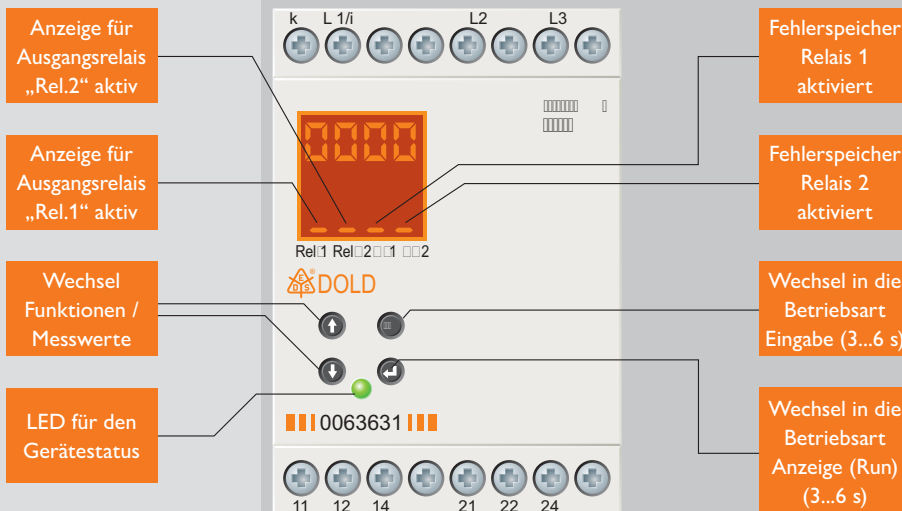 Anzeige für
Ausgangsrelais
„Rel.2“ aktiv
Anzeige für
Ausgangsrelais
„Rel.1“ aktiv
Wechsel
Funktionen /
Messwerte
LED für den
Gerätestatus
k L 1/i L2 L3
0000
Rel 1 Rel 2 1 2
DOLD
0063631
11 12 14 21 22 24
Fehlerspeicher
Relais 1
aktiviert
Fehlerspeicher
Relais 2
aktiviert
Wechsel in die
Betriebsart
Eingabe (3...6 s)
Wechsel in die
Betriebsart
Anzeige (Run)
(3...6 s)